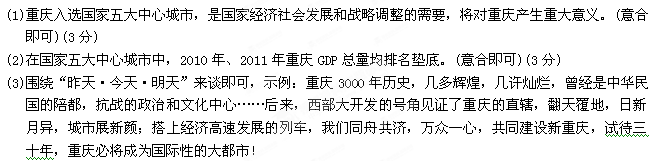 (1)重庆入选国家五大中心城市，是国家经济社会发展和战略调整的需要，将对重庆产生重大意义。(意合
即可)(3 分)
(2)在国家五大中心城市中，2010 年、2011 年重庆 GDP 总量均排名垫底。(意合即可)(3 分)
(3)围绕“昨天·今天·明天”来谈即可，示例：重庆 3000 年历史，几多辉煌，几许灿烂，曾经是中华民
国的陪都，抗战的政治和文化中心……后来，西部大开发的号角见证了重庆的直辖，翻天覆地，日新
月异，城市展新颜；搭上经济高速发展的列车，我们同舟共济，万众一心，共同建设新重庆，试待三
十年，重庆必将成为国际性的大都市！